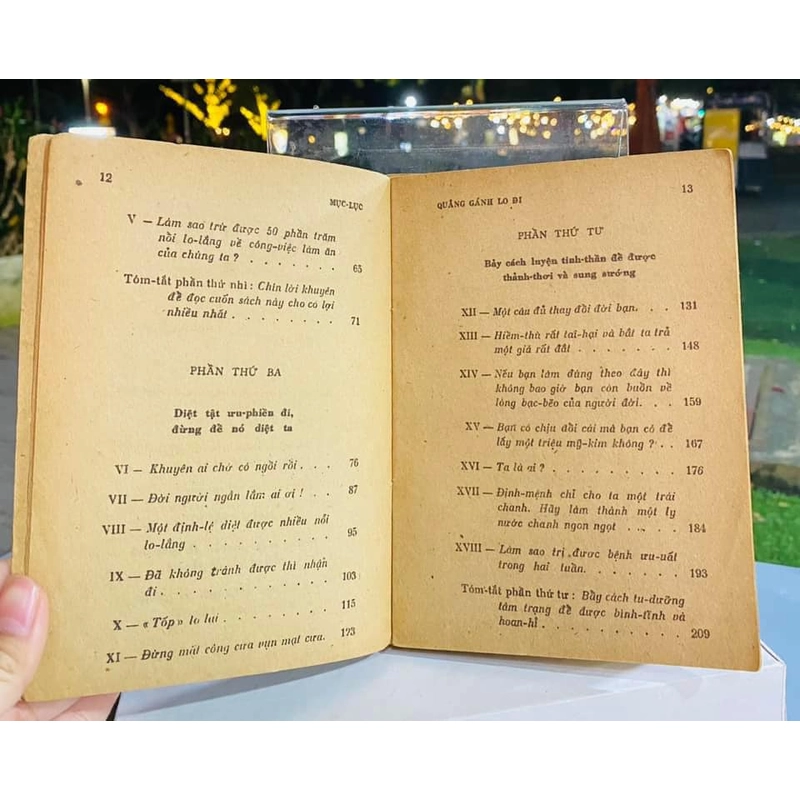 12
MỤC-LỤC
V — Làm sao trừ được 50 phần trăm
nỗi lo-lắng về công-việc làm ăn
của chúng ta ? . . . . . . . 65
Tóm-tắt phần thứ nhì : Chín lời khuyên
để đọc cuốn sách này cho có lợi
nhiều nhất . . . . . . . . 71
PHẦN THỨ BA
Diệt tật ưu-phiền đi,
đừng để nó diệt ta
VI — Khuyên ai chớ có ngồi rồi . . . 76
VII — Đời người ngắn lắm ai ơi ! . . . 87
VIII — Một định-lệ diệt được nhiều nỗi
lo-lắng . . . . . . . . . 95
IX — Đã không tránh được thì nhận
đi . . . . . . . . . . . 103
X — « Tốp » lo lại . . . . . . . 115
XI — Đừng mất công cưa vụn mạt cưa. 123
QUẲNG GÁNH LO ĐI
13
PHẦN THỨ TƯ
Bảy cách luyện tinh-thần để được
thảnh-thơi và sung sướng
XII — Một câu đủ thay đổi đời bạn. 131
XIII — Hiềm-thù rất tai-hại và bắt ta trả
một giá rất đắt . . . . . . . 148
XIV — Nếu bạn làm đúng theo đây thì
không bao giờ bạn còn buồn về
lòng bạc-bẽo của người đời. . . 159
XV — Bạn có chịu đổi cái mà bạn có để
lấy một triệu mỹ-kim không ? . . 167
XVI — Ta là ai ? . . . . . . . . 176
XVII — Định-mệnh chỉ cho ta một trái
chanh. Hãy làm thành một ly
nước chanh ngon ngọt . . . . . 184
XVIII — Làm sao trị được bệnh ưu-uất
trong hai tuần. . . . . . . . 193
Tóm-tắt phần thứ tư : Bẩy cách tu-dưỡng
tâm trạng để được bình-tĩnh và
hoan-hỉ . . . . . . . . . . 209